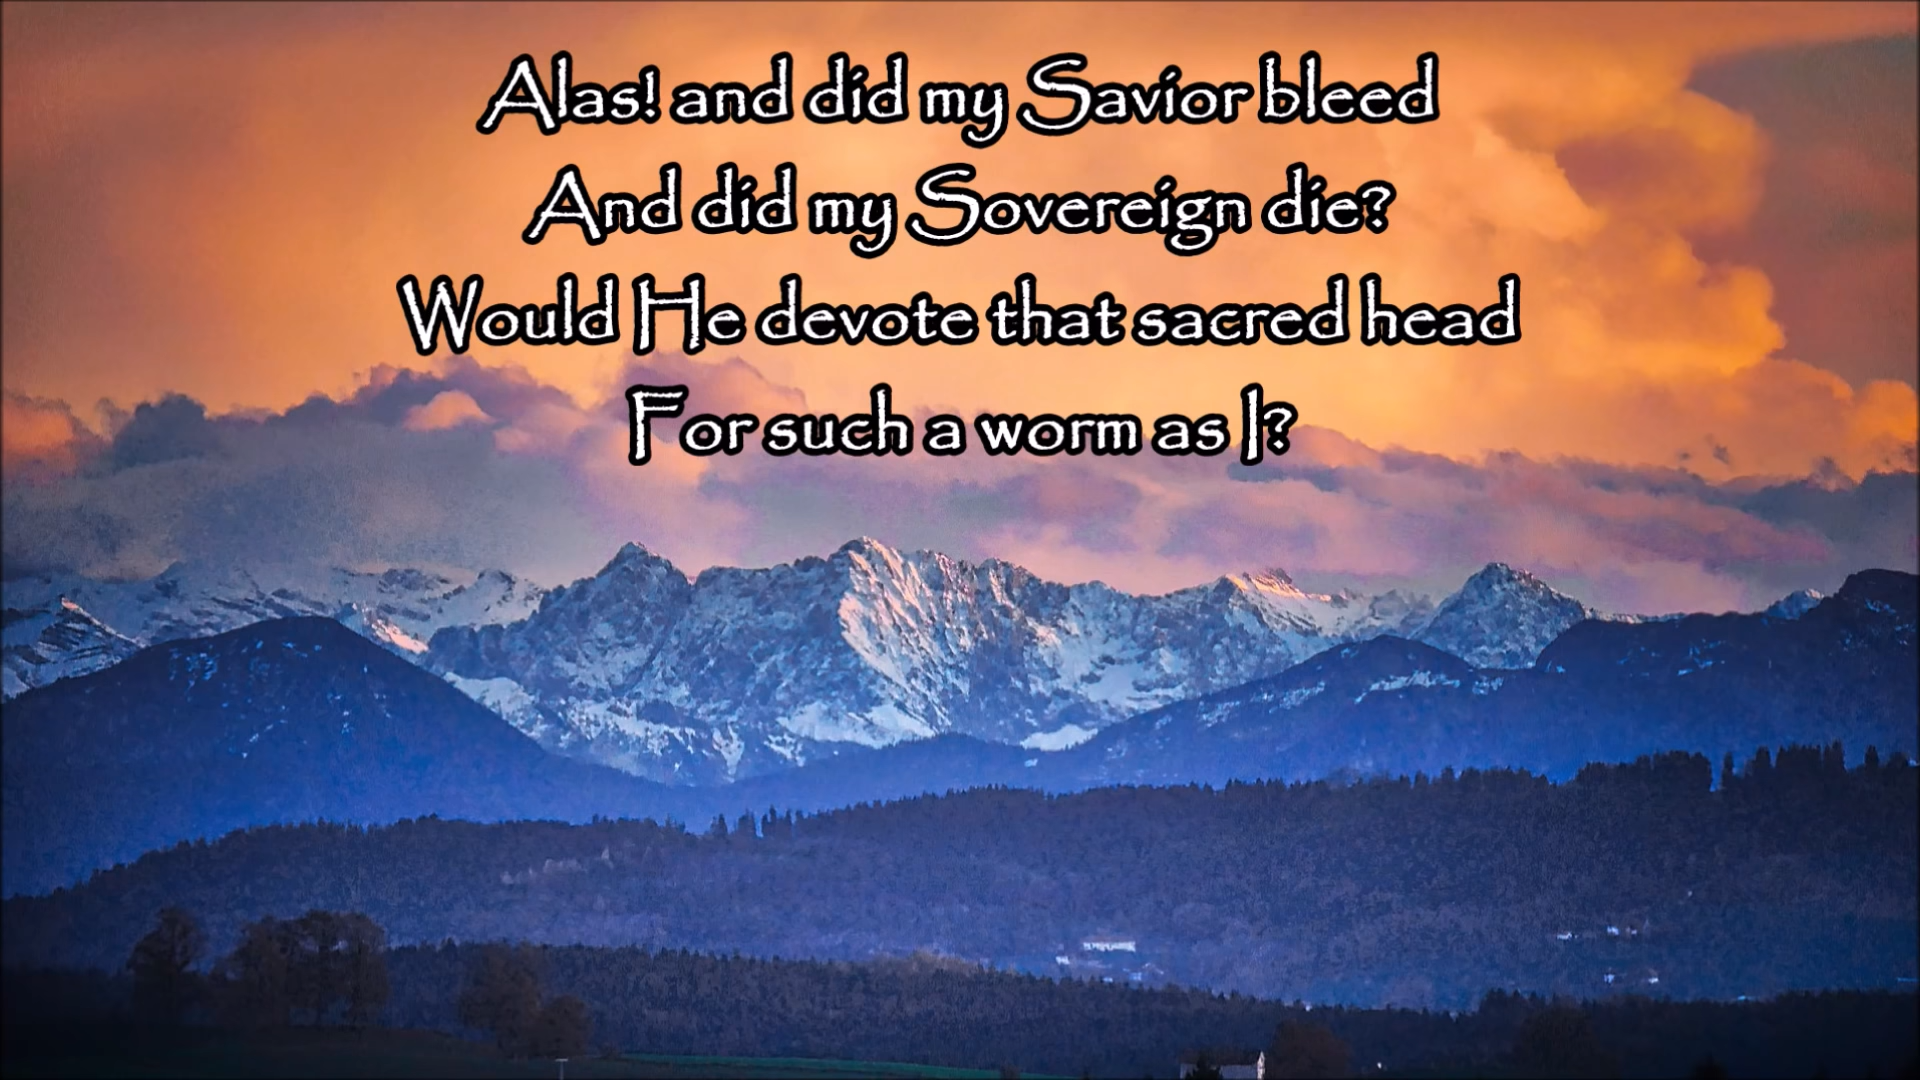 Alas! and did my Savior bleed
And did my Sovereign die?
Would He devote that sacred head
For such a worm as I?